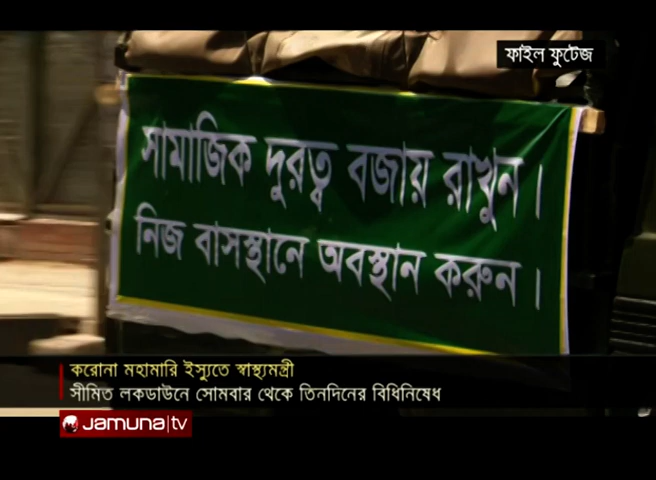 ফাইল ফুটেজ
সামাজিক দুরত্ব বজায় রাখুন।
নিজ বাসস্থানে অবস্থান করুন।
করোনা মহামারি ইস্যুতে স্বাস্থ্যমন্ত্রী
সীমিত লকডাউনে সোমবার থেকে তিনদিনের বিধিনিষেধ
Jamuna|tv